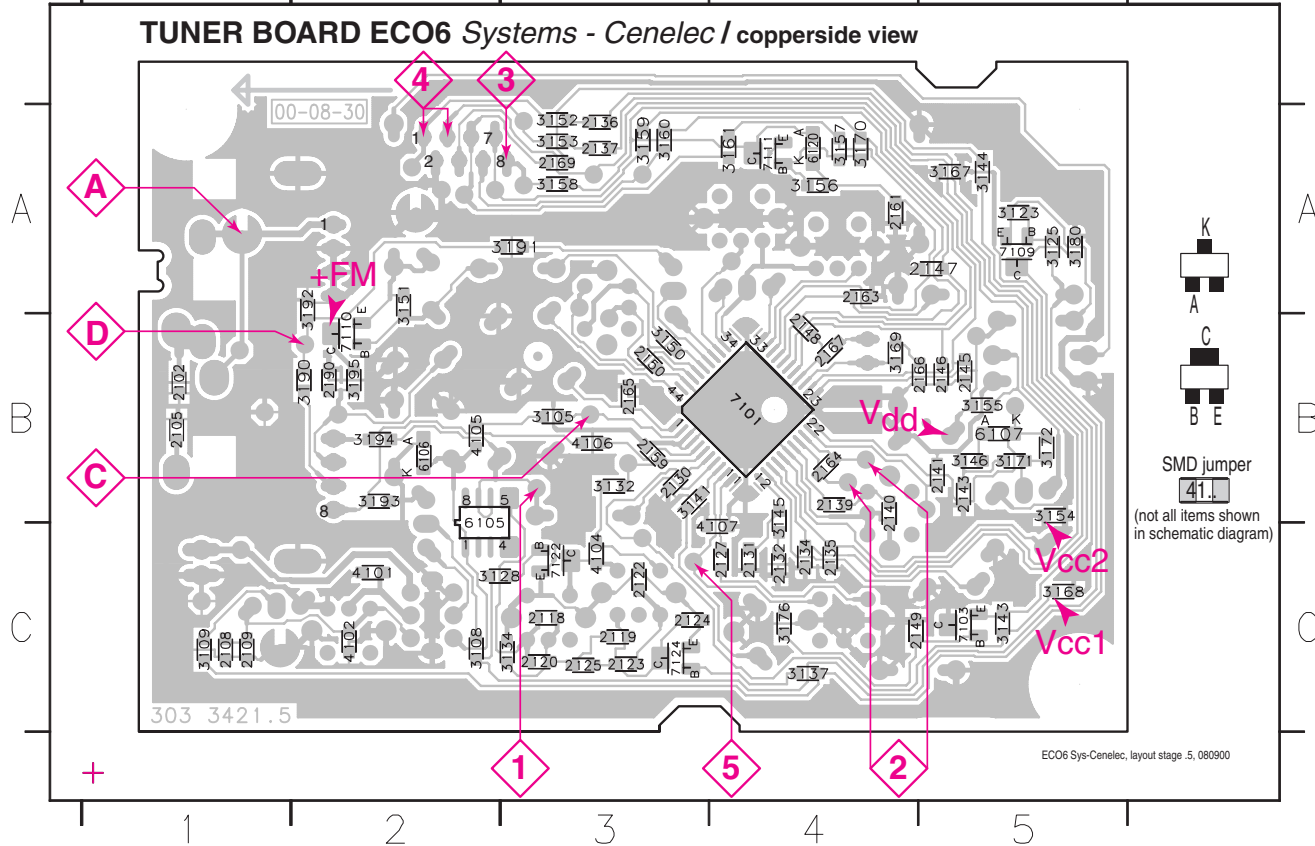 TUNER BOARD ECO6 Systems - Cenelec / copperside view
4 3
00-08-30
1 7
2 8
3152 2136
3153 2137
2169
3158
3159 3160
3161 C 7111 B E A K 6120 3157 3170
3156
3167 3144
A A
A
1
2161
3123
E B
7109
C
3125 3180
K
A
3191
2147
+FM
3192
3151
2163
D
C 7110 E B
3150
2150
34 33
2148
2167
3169
C
B E
2102
3190 2190 3195
2165
44
23
2166 2146 2145
7101
B B
2105
3105
1
22
Vdd
3155
A K
6107
3172
3194 A 6106 K
4105
4106
2159
2130
2164
2141
3146 3171
C
11 12
SMD jumper
41..
(not all items shown
in schematic diagram)
3193
8
8 5
6105
1 4
3132
3141
2139
2140
2143
3154
4107
3145
Vcc2
4101
3128
B 7122 C E
4104
2122
2127 2131 2132 2134 2135
3168
Vcc1
C C
2118
2124
3176
2149
C 7103 E B
3143
3109 2108 2109
4102
3108 3134
2119
2120 2125 2123
C 7124 E B
3137
303 3421.5
1 5 2
ECO6 Sys-Cenelec, layout stage .5, 080900
1 2 3 4 5